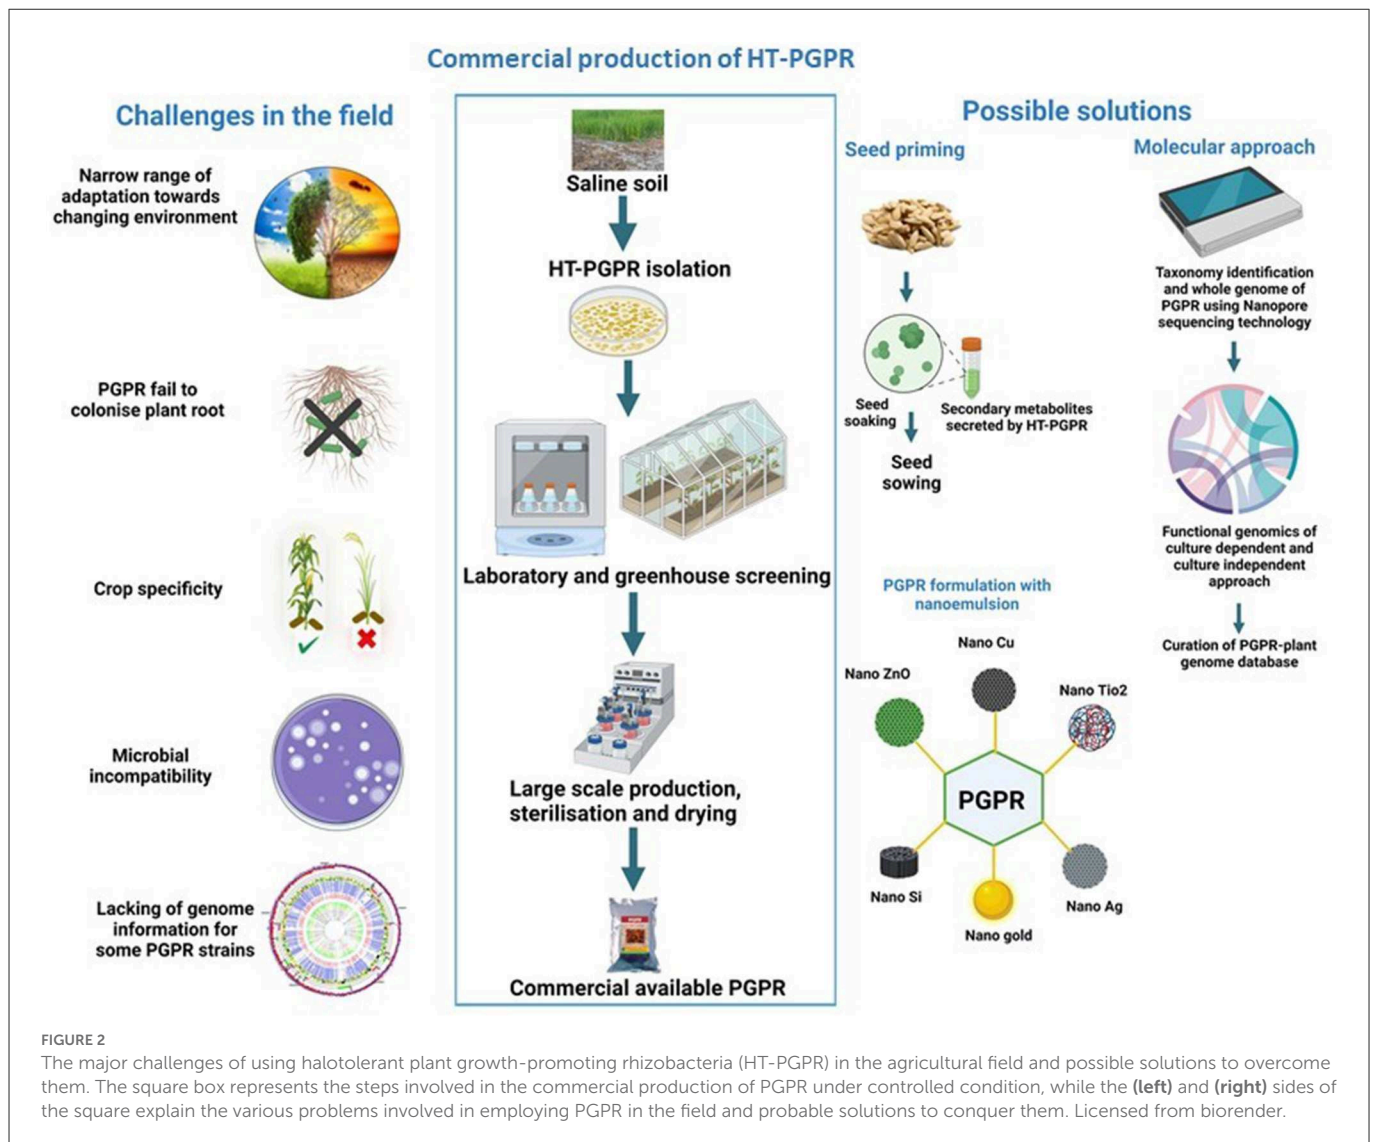 Commercial production of HT-PGPR
Challenges in the field
Narrow range of
adaptation towards
changing environment
PGPR fail to
colonise plant root
Crop specificity
Microbial
incompatibility
Lacking of genome
information for
some PGPR strains
Saline soil
HT-PGPR isolation
Laboratory and greenhouse screening
Large scale production,
sterilisation and drying
PGPR
Commercial available PGPR
Possible solutions
Seed priming
Seed
soaking
Secondary metabolites
secreted by HT-PGPR
Seed
sowing
Molecular approach
Taxonomy identification
and whole genome of
PGPR using Nanopore
sequencing technology
Functional genomics of
culture dependent and
culture independent
approach
Curation of PGPR-plant
genome database
PGPR formulation with
nanoemulsion
Nano Cu
Nano ZnO
Nano Tio2
PGPR
Nano Si
Nano Ag
Nano gold
FIGURE 2
The major challenges of using halotolerant plant growth-promoting rhizobacteria (HT-PGPR) in the agricultural field and possible solutions to overcome
them. The square box represents the steps involved in the commercial production of PGPR under controlled condition, while the (left) and (right) sides of
the square explain the various problems involved in employing PGPR in the field and probable solutions to conquer them. Licensed from biorender.